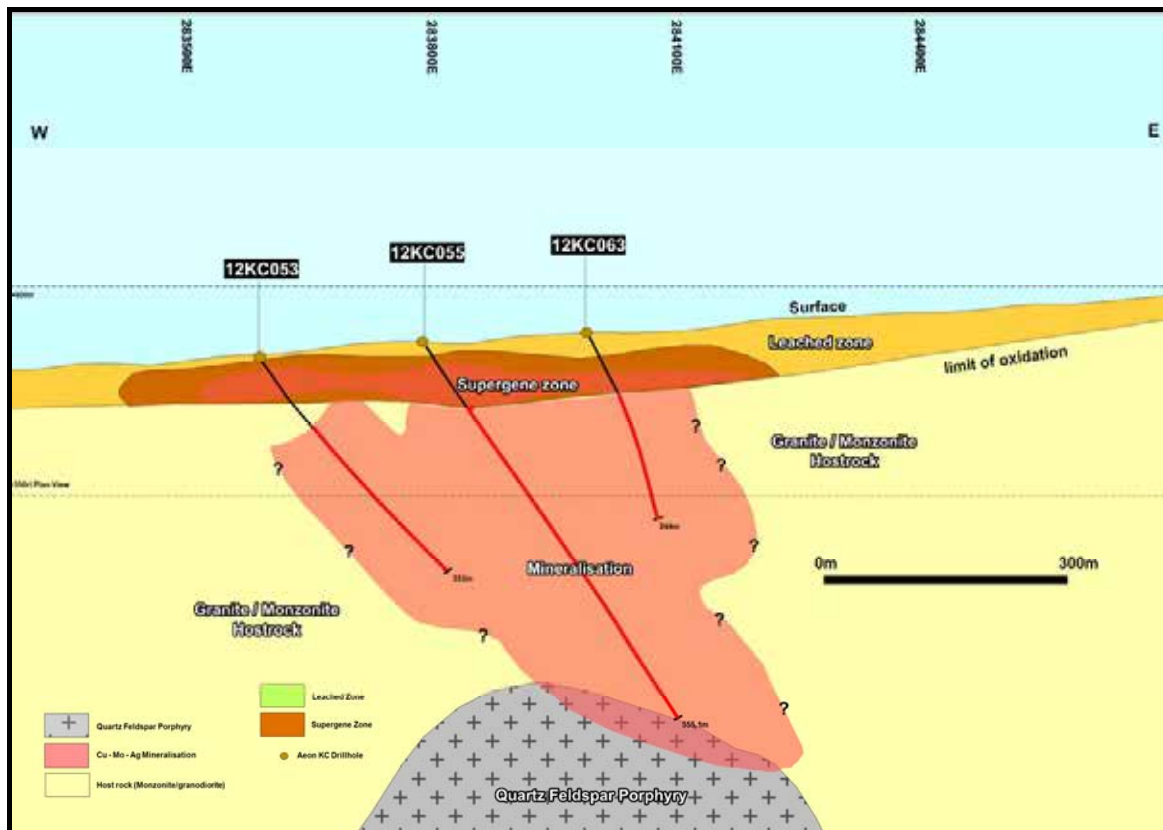 283500E
283800E
284100E
284400E
W
E
12KC053
12KC055
12KC063
Surface
Leached zone
limit of oxidation
Supergene zone
Granite / Monzonite
Hostrock
?
?
?
?
Plan View
?
?
Mineralisation
0m 300m
Granite / Monzonite
Hostrock
?
?
?
555.1m
Leached Zone
Quartz Feldspar Porphyry
Supergene Zone
Cu - Mo - Ag Mineralisation
Aeon KC Drillhole
Host rock (Monzonite/granodiorite)
Quartz Feldspar Porphyry